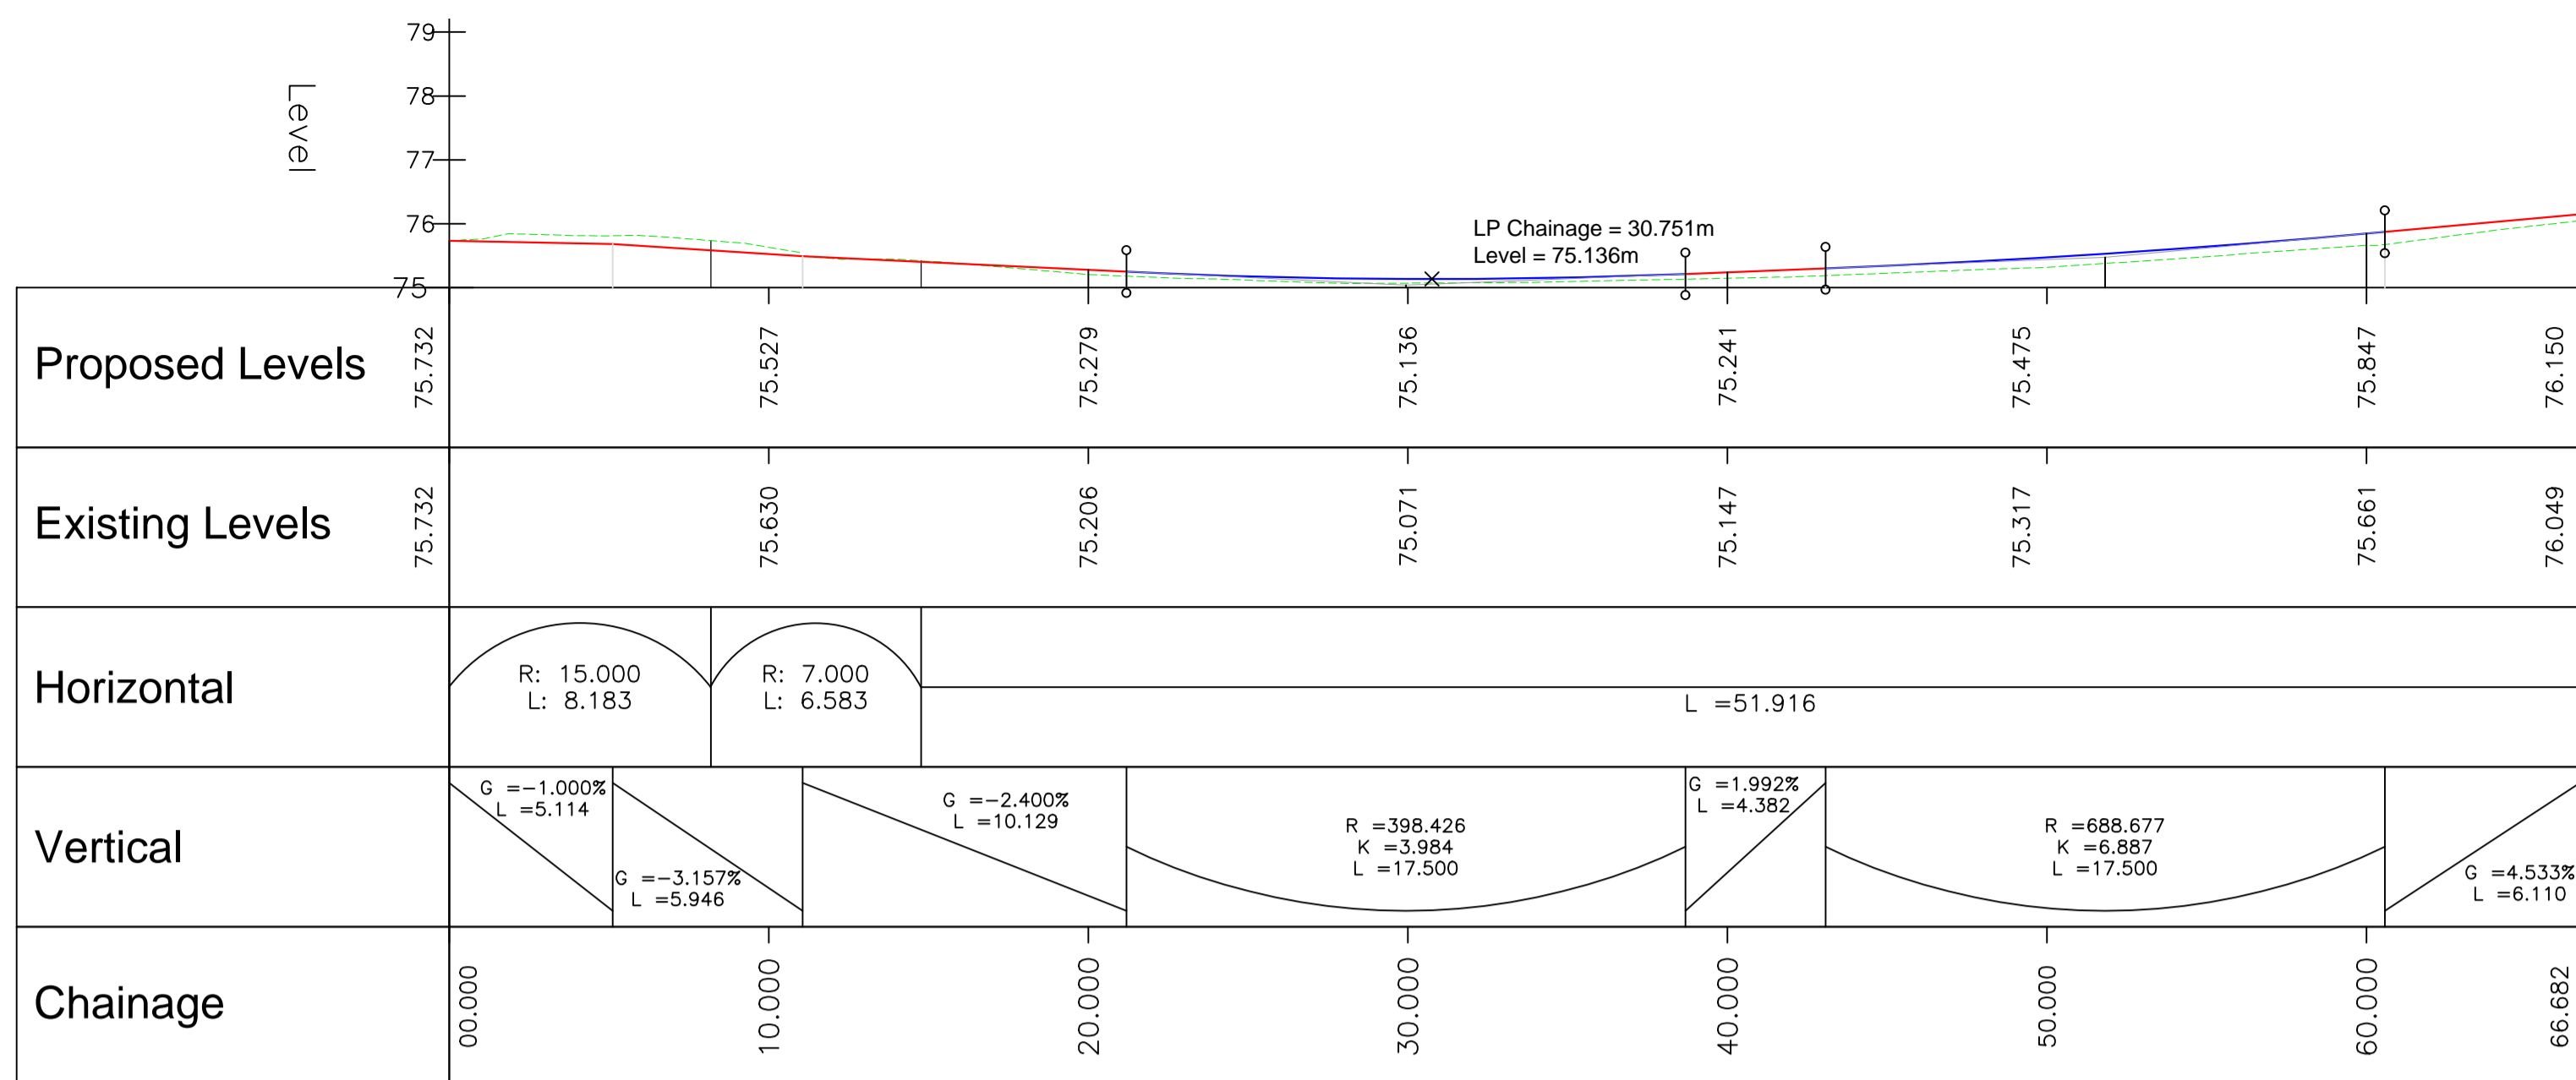 79
78
77
76
75
Level
LP Chainage = 30.751m
Level = 75.136m
Proposed Levels
75.732
75.527
75.279
75.136
75.241
75.475
75.847
76.150
Existing Levels
75.732
75.630
75.206
75.071
75.147
75.317
75.661
76.049
Horizontal
R: 15.000
L: 8.183
R: 7.000
L: 6.583
L =51.916
Vertical
G =-1.000%
L =5.114
G =-3.157%
L =5.946
G =-2.400%
L =10.129
R =398.426
K =3.984
L =17.500
G =1.992%
L =4.382
R =688.677
K =6.887
L =17.500
G =4.533%
L =6.110
Chainage
00.000
10.000
20.000
30.000
40.000
50.000
60.000
66.682